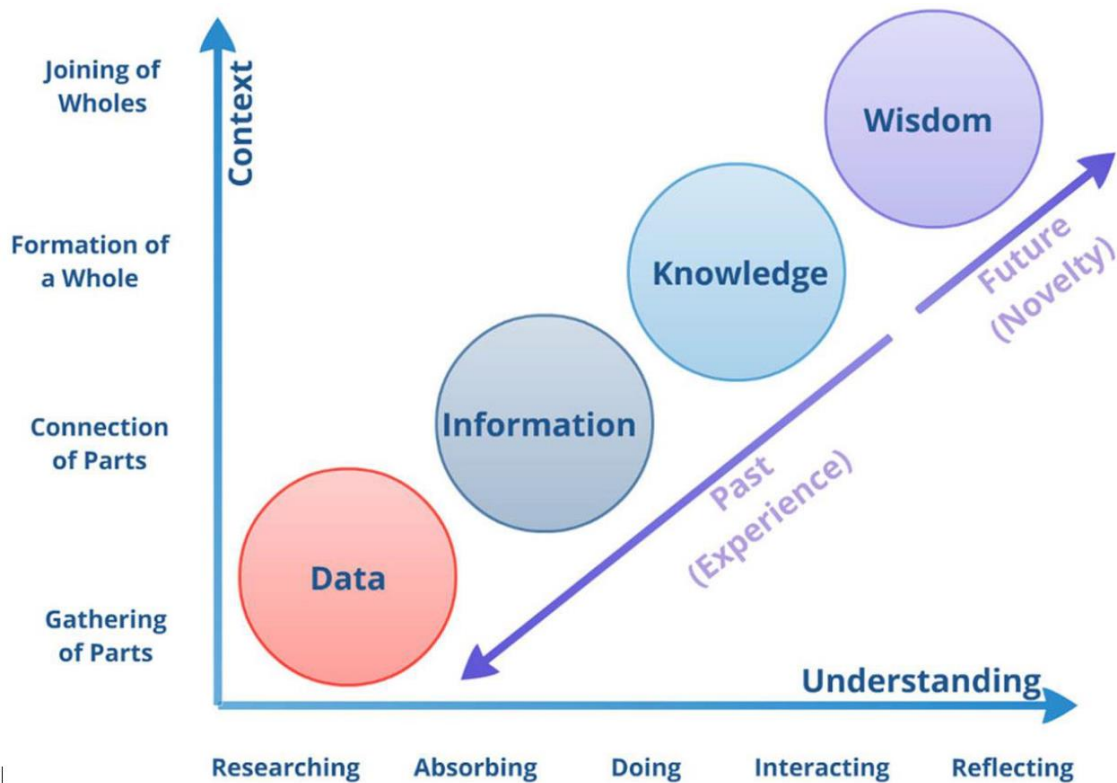 Joining of
Wholes
Context
Wisdom
Formation of
a Whole
Knowledge
Future
(Novelty)
Connection
of Parts
Information
Past
(Experience)
Data
Gathering
of Parts
Understanding
Researching Absorbing Doing Interacting Reflecting